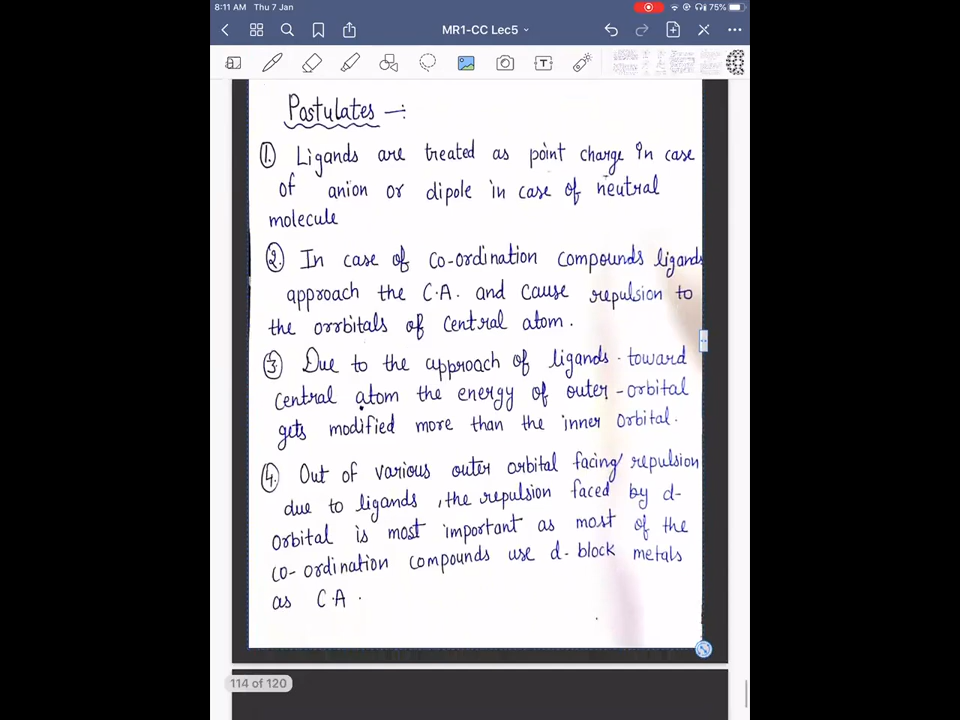 8:11 AM Thu 7 Jan
75%
MR1-CC Lec5
Postulates —:
1. Ligands are treated as point charge in case
of anion or dipole in case of neutral
molecule
2. In case of co-ordination compounds ligands
approach the C.A. and cause repulsion to
the orrbitals of central atom.
3. Due to the approach of ligands toward
central atom the energy of outer-orbital
gets modified more than the inner orbital.
4. Out of various outer orbital facing repulsion
due to ligands, the repulsion faced by d-
orbital is most important as most of the
co-ordination compounds use d-block metals
as C.A.
114 of 120